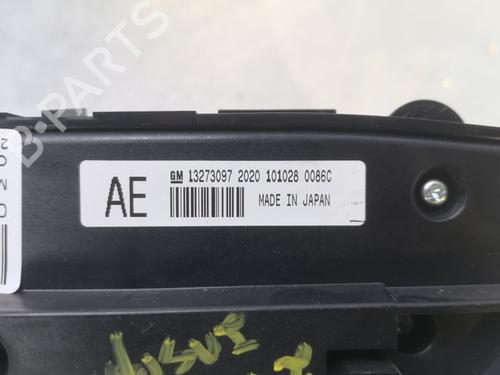 B-PARTS
AE
GM 13273097 2020 101028 0086C
MADE IN JAPAN